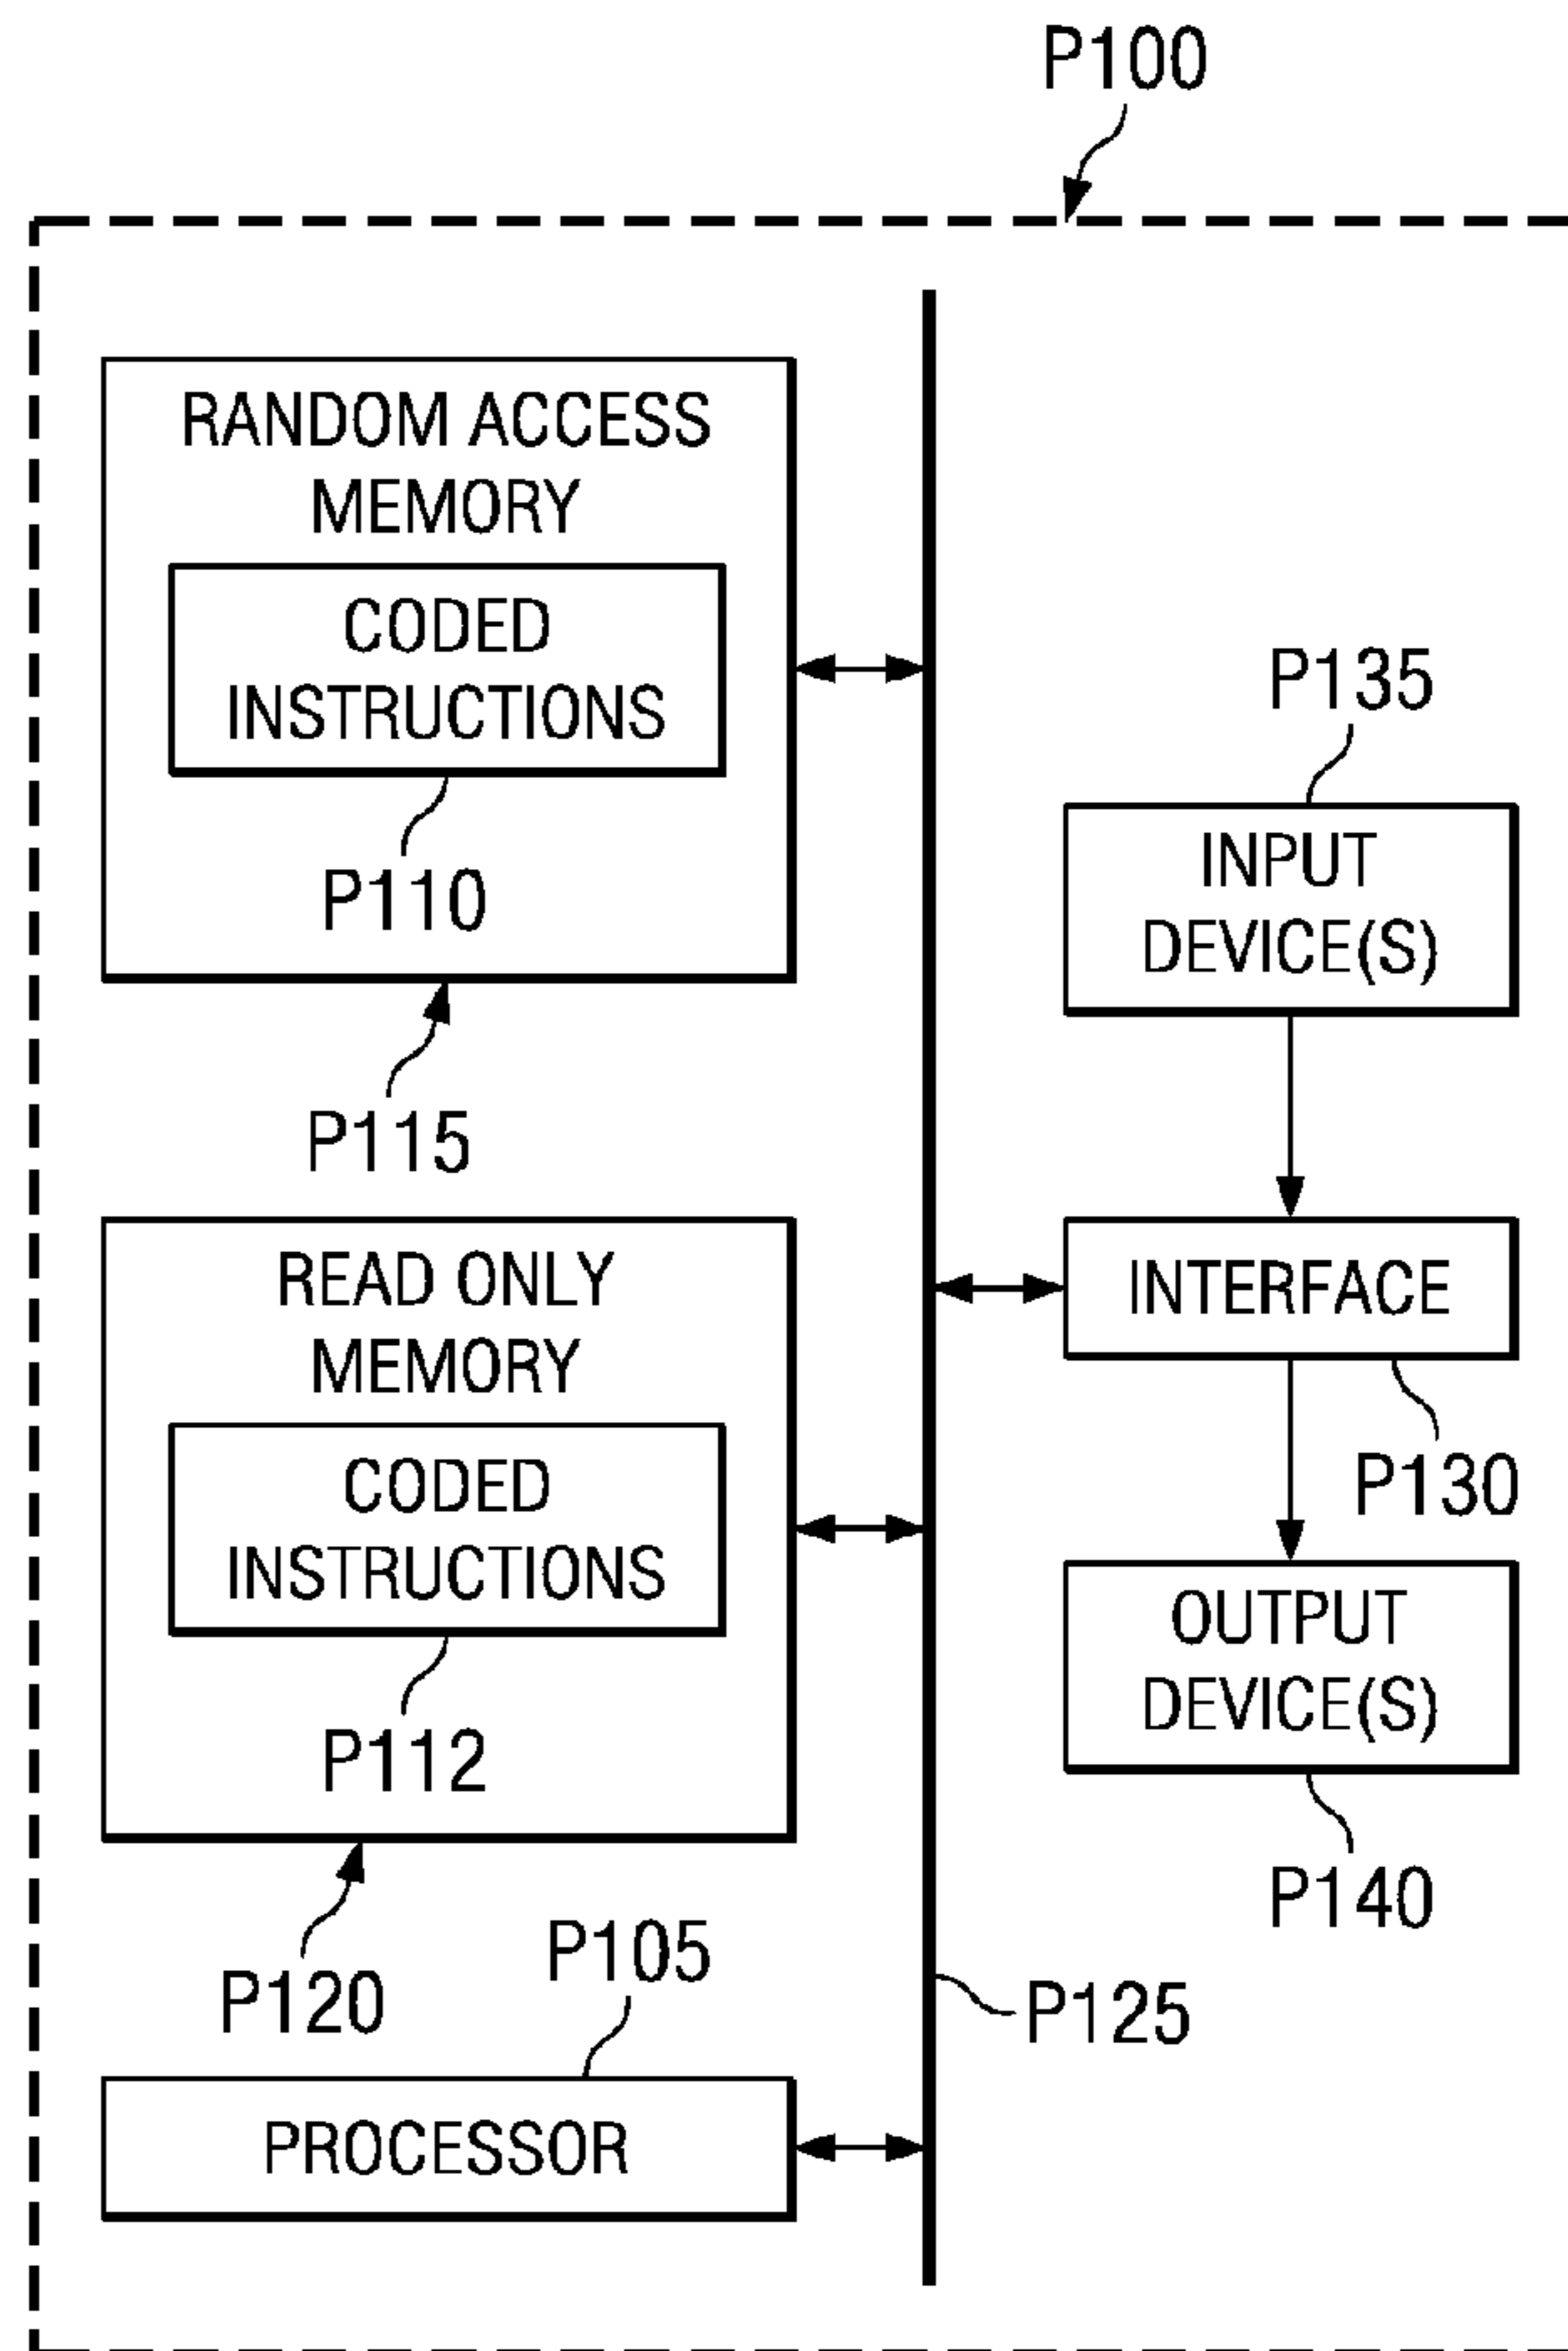 P100
RANDOM ACCESS
MEMORY
CODED
INSTRUCTIONS
P110
P115
READ ONLY
MEMORY
CODED
INSTRUCTIONS
P112
P120
P105
PROCESSOR
P135
INPUT
DEVICE(S)
INTERFACE
P130
OUTPUT
DEVICE(S)
P140
P125